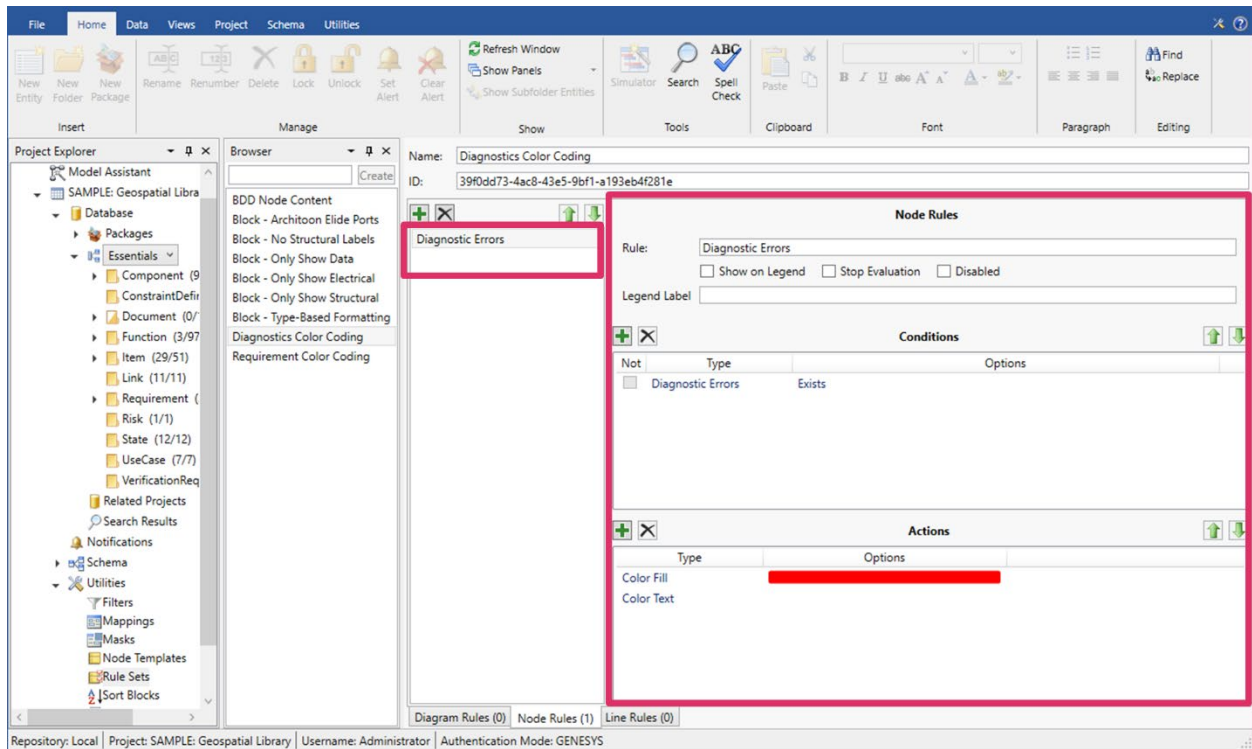 File Home Data Views Project Schema Utilities
New Entity New Folder New Package Rename Renumber Delete Lock Unlock Set Alert Clear Alert
Refresh Window
Show Panels
Show Subfolder Entities
Simulator Search Spell Check Paste
Find
Replace
Insert Manage Show Tools Clipboard Font Paragraph Editing
Project Explorer
Model Assistant
SAMPLE: Geospatial Libra
Database
Packages
Essentials
Component (9
ConstraintDefir
Document (0/
Function (3/97
Item (29/51)
Link (11/11)
Requirement (
Risk (1/1)
State (12/12)
UseCase (7/7)
VerificationReq
Related Projects
Search Results
Notifications
Schema
Utilities
Filters
Mappings
Masks
Node Templates
Rule Sets
Sort Blocks
Browser
Create
BDD Node Content
Block - Architoon Elide Ports
Block - No Structural Labels
Block - Only Show Data
Block - Only Show Electrical
Block - Only Show Structural
Block - Type-Based Formatting
Diagnostics Color Coding
Requirement Color Coding
Name: Diagnostics Color Coding
ID: 39f0dd73-4ac8-43e5-9bf1-a193eb4f281e
Diagnostic Errors
Node Rules
Rule: Diagnostic Errors
Show on Legend Stop Evaluation Disabled
Legend Label
Conditions
Not Type Options
Diagnostic Errors Exists
Actions
Type Options
Color Fill
Color Text
Diagram Rules (0) Node Rules (1) Line Rules (0)
Repository: Local Project: SAMPLE: Geospatial Library Username: Administrator Authentication Mode: GENESYS